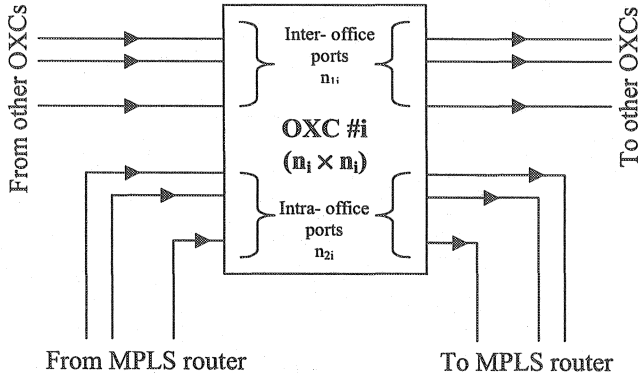 From other OXCs
Inter- office
ports
n1i
OXC #i
(ni × ni)
Intra- office
ports
n2i
To other OXCs
From MPLS router
To MPLS router